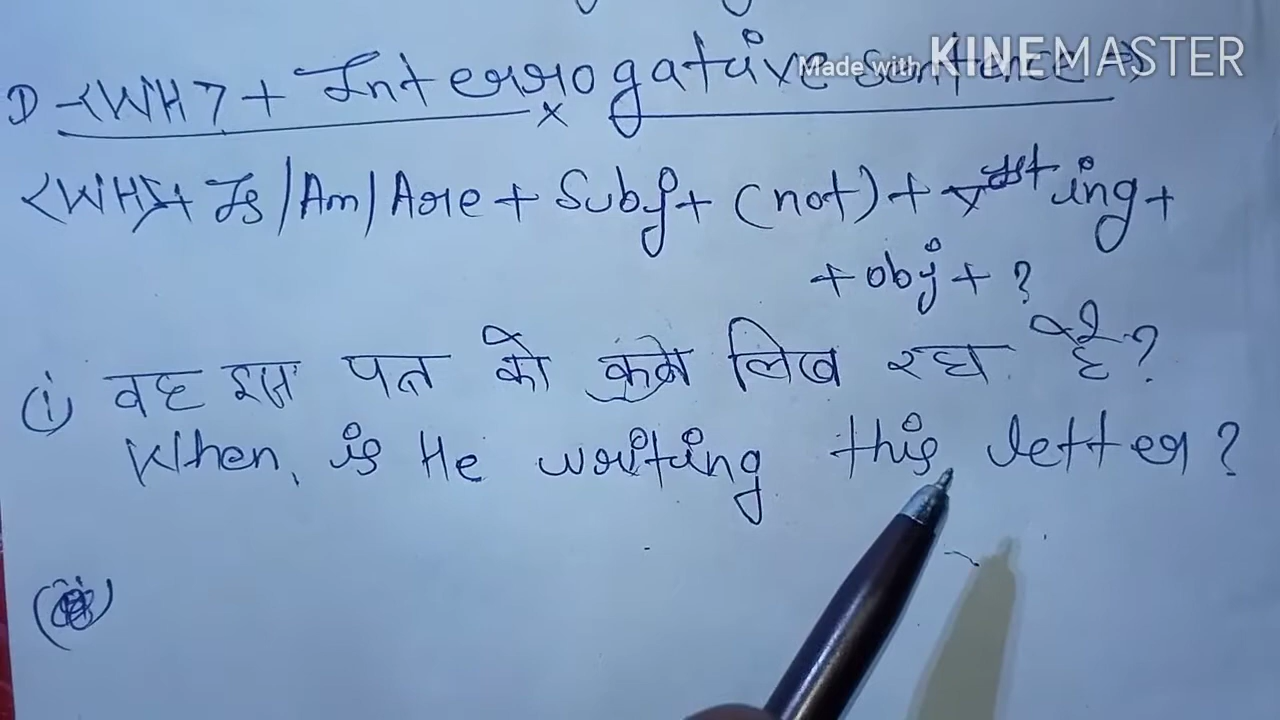 D <WH> + Interrogative sentence ⇒
Made with KINEMASTER
<WH>+ Is/Am/Are + Subj + (not) + V Ist ing +
+ obj + ?
(i) वह इस पत्र को कब लिख रहा है?
When, is He writing this letter?